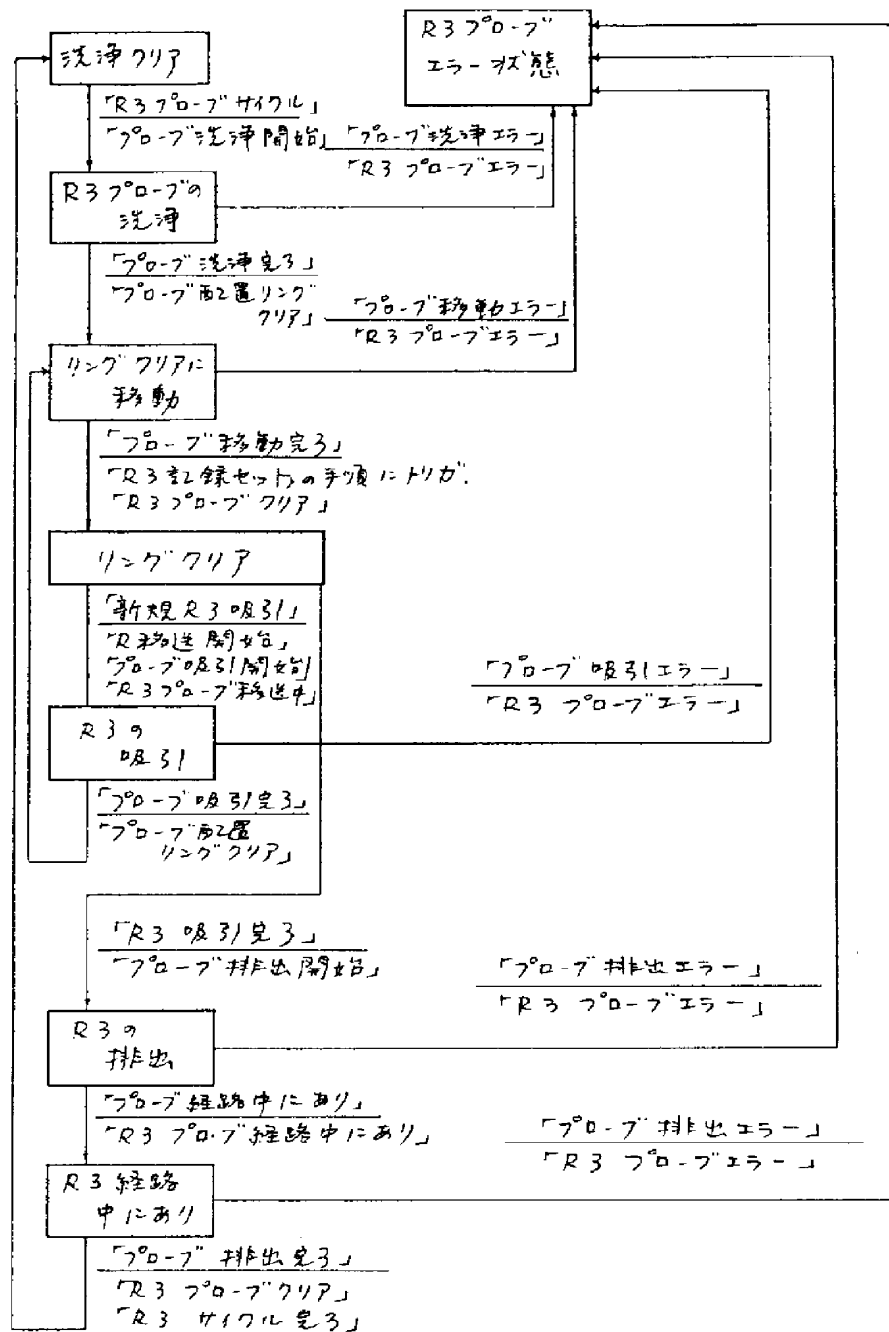 R3プローブ
エラー状態
洗浄クリア
「R3プローブサイクル」
「プローブ洗浄開始」
「プローブ洗浄エラー」
「R3プローブエラー」
R3プローブの
洗浄
「プローブ洗浄完了」
「プローブ配置リング
クリア」
「プローブ移動エラー」
「R3プローブエラー」
リングクリアに
移動
「プローブ移動完了」
「R3記録セットの手順にトリガ.
「R3プローブクリア」
リングクリア
「新規R3吸引」
「R移送開始」
「プローブ吸引開始」
「R3プローブ移送中」
「プローブ吸引エラー」
「R3プローブエラー」
R3の
吸引
「プローブ吸引完了」
「プローブ配置
リングクリア」
「R3吸引完了」
「プローブ排出開始」
「プローブ排出エラー」
「R3プローブエラー」
R3の
排出
「プローブ経路中にあり」
「R3プローブ経路中にあり」
「プローブ排出エラー」
「R3プローブエラー」
R3経路
中にあり
「プローブ排出完了」
「R3プローブクリア」
「R3サイクル完了」